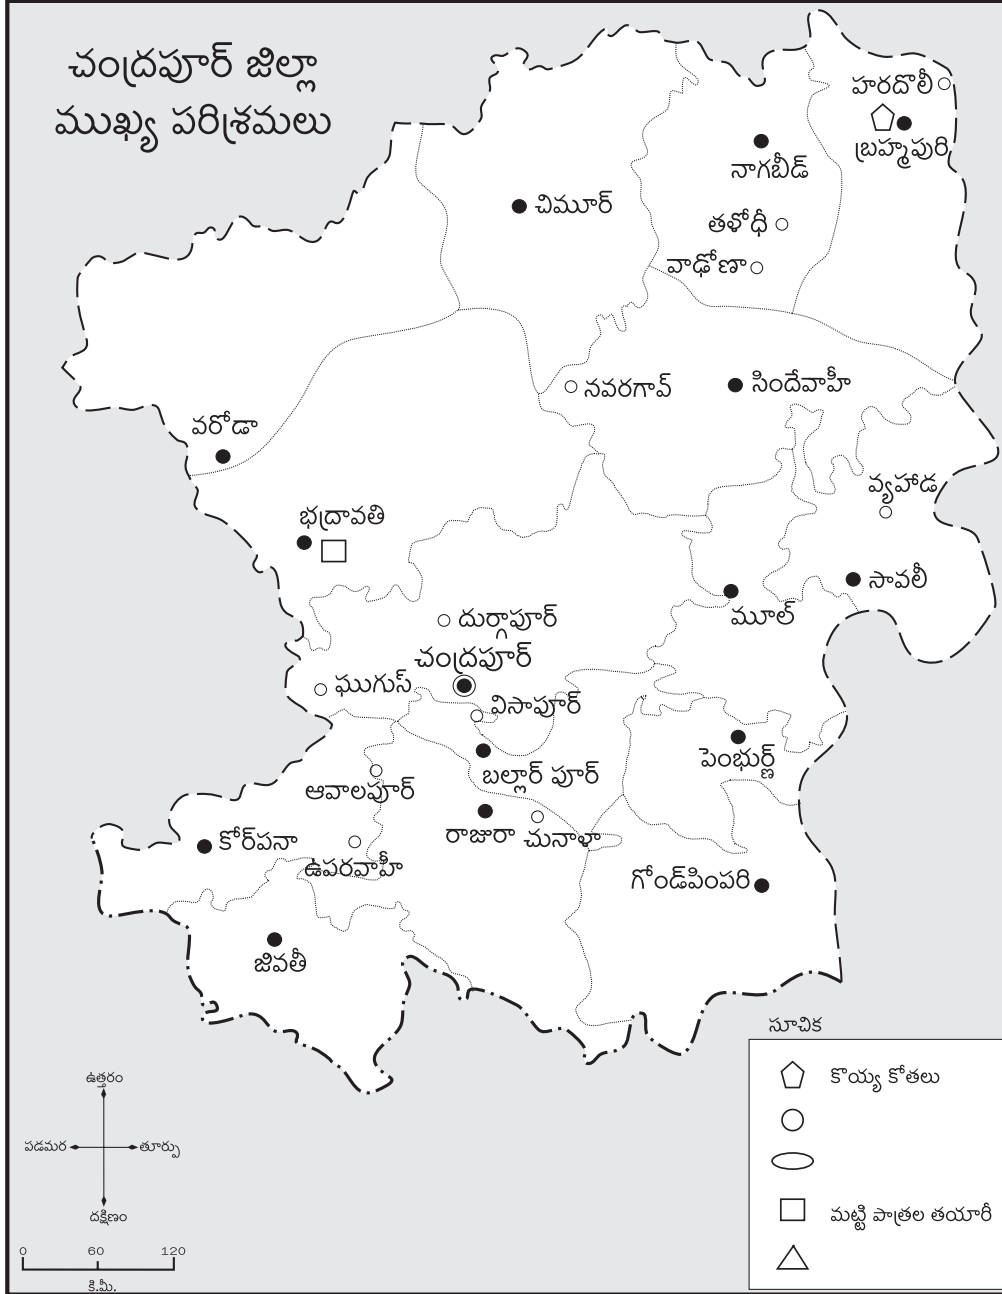 చంద్రపూర్ జిల్లా
ముఖ్య పరిశ్రమలు
హరదొలీ
బ్రహ్మపురి
నాగబీడ్
చిమూర్
తళోధీ
వాఢోణా
నవరగావ్
సిందేవాహీ
వరోడా
వ్యహాడ
భద్రావతి
సావలీ
మూల్
దుర్గాపూర్
చంద్రపూర్
ఘుగుస్
విసాపూర్
పెంభుర్ణ్
బల్లార్ పూర్
ఆవాలపూర్
రాజురా
చునాళా
కోర్‌పనా
ఉపరవాహీ
గోండ్‌పింపరి
జివతీ
సూచిక
కొయ్య కోతలు
మట్టి పాత్రల తయారీ
ఉత్తరం
పడమర
తూర్పు
దక్షిణం
0 60 120
కి.మీ.